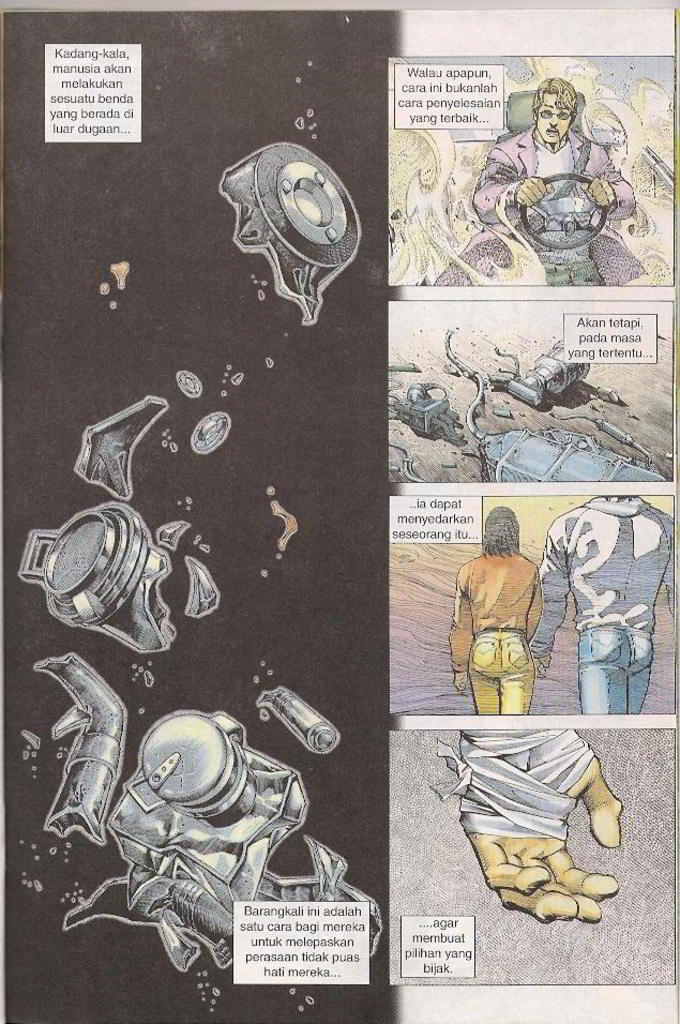 Kadang-kala,
manusia akan
melakukan
sesuatu benda
yang berada di
luar dugaan...
Barangkali ini adalah
satu cara bagi mereka
untuk melepaskan
perasaan tidak puas
hati mereka...
Walau apapun,
cara ini bukanlah
cara penyelesaian
yang terbaik...
Akan tetapi,
pada masa
yang tertentu...
..ia dapat
menyedarkan
seseorang itu...
....agar
membuat
pilihan yang
bijak.